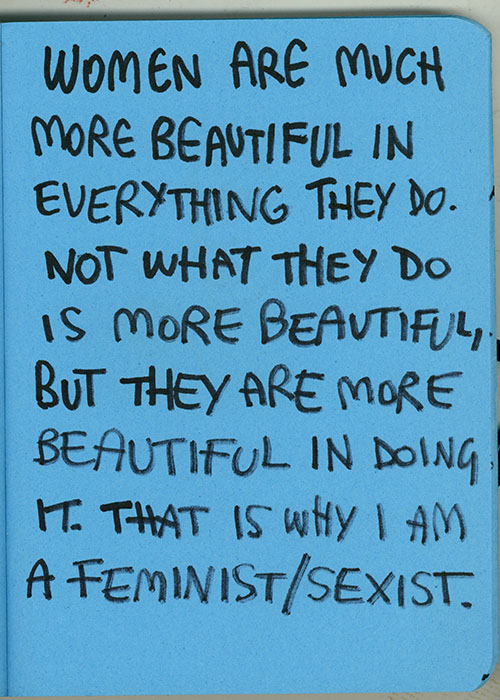 WOMEN ARE MUCH
MORE BEAUTIFUL IN
EVERYTHING THEY DO.
NOT WHAT THEY DO
IS MORE BEAUTIFUL,
BUT THEY ARE MORE
BEAUTIFUL IN DOING
IT. THAT IS WHY I AM
A FEMINIST/SEXIST.